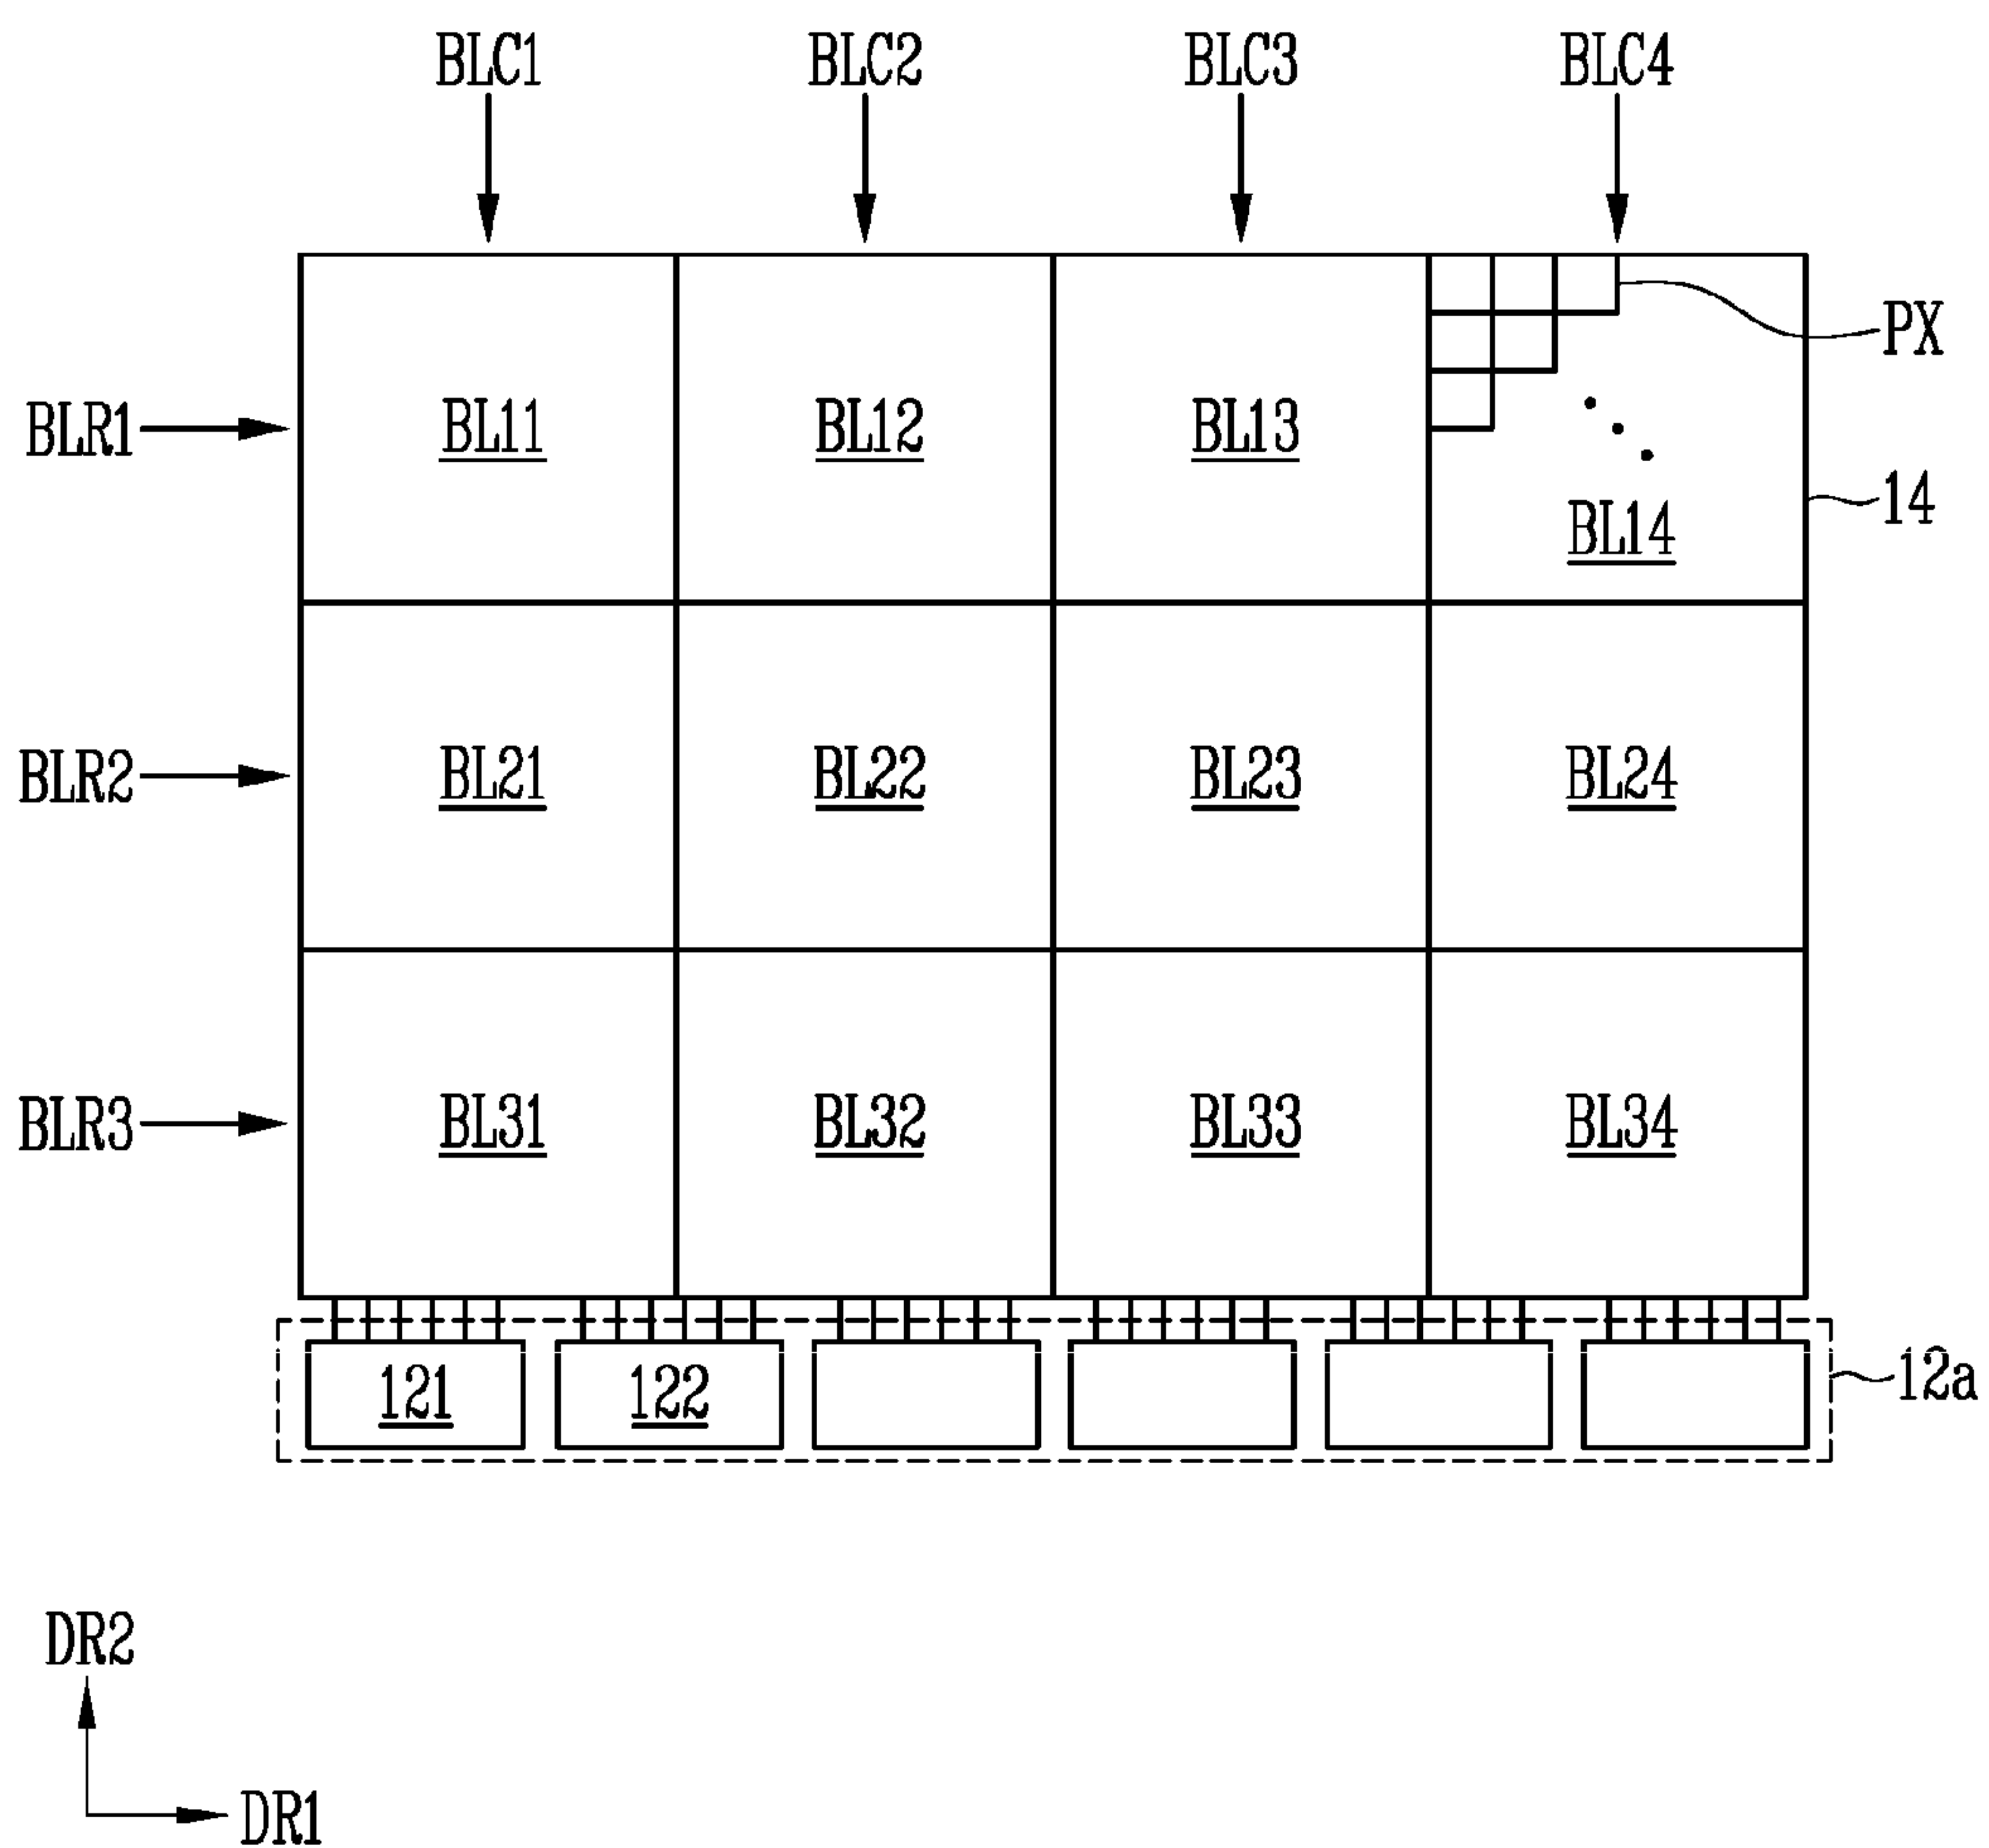 BLC1 BLC2 BLC3 BLC4
PX
BLR1 BL11 BL12 BL13
14
BL14
BLR2 BL21 BL22 BL23 BL24
BLR3 BL31 BL32 BL33 BL34
121 122 12a
DR2
DR1